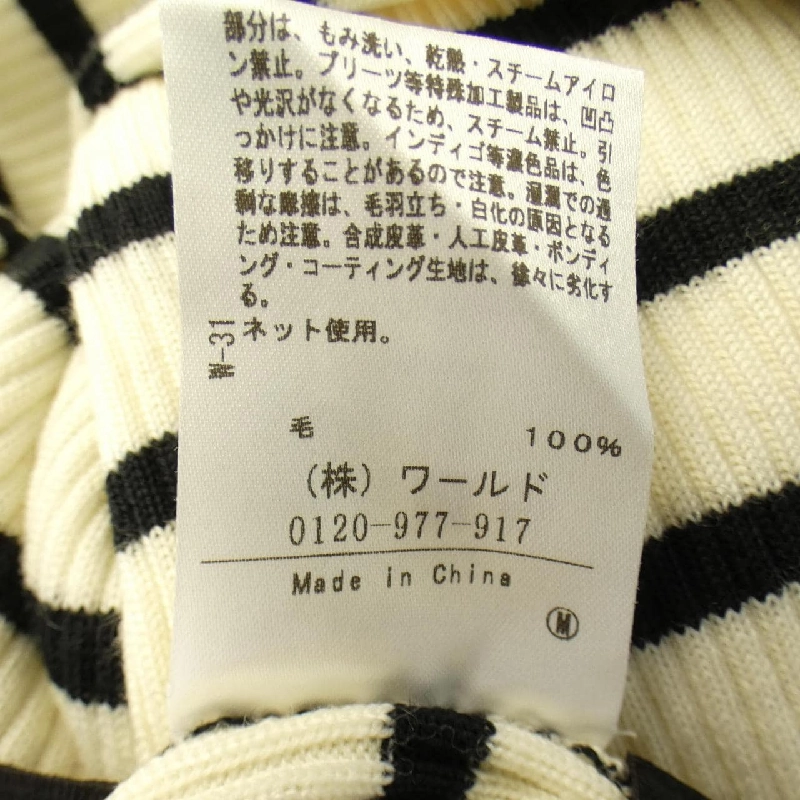 部分は、もみ洗い、乾熱・スチームアイロ
ン禁止。プリーツ等特殊加工製品は、凹凸
や光沢がなくなるため、スチーム禁止。引
っかけに注意。インディゴ等濃色品は、色
移りすることがあるので注意。湿潤での過
剰な摩擦は、毛羽立ち・白化の原因となる
ため注意。合成皮革・人工皮革・ボンディ
ング・コーティング生地は、徐々に劣化す
る。
ネット使用。
W-31
毛 100%
(株) ワールド
0120-977-917
Made in China
M